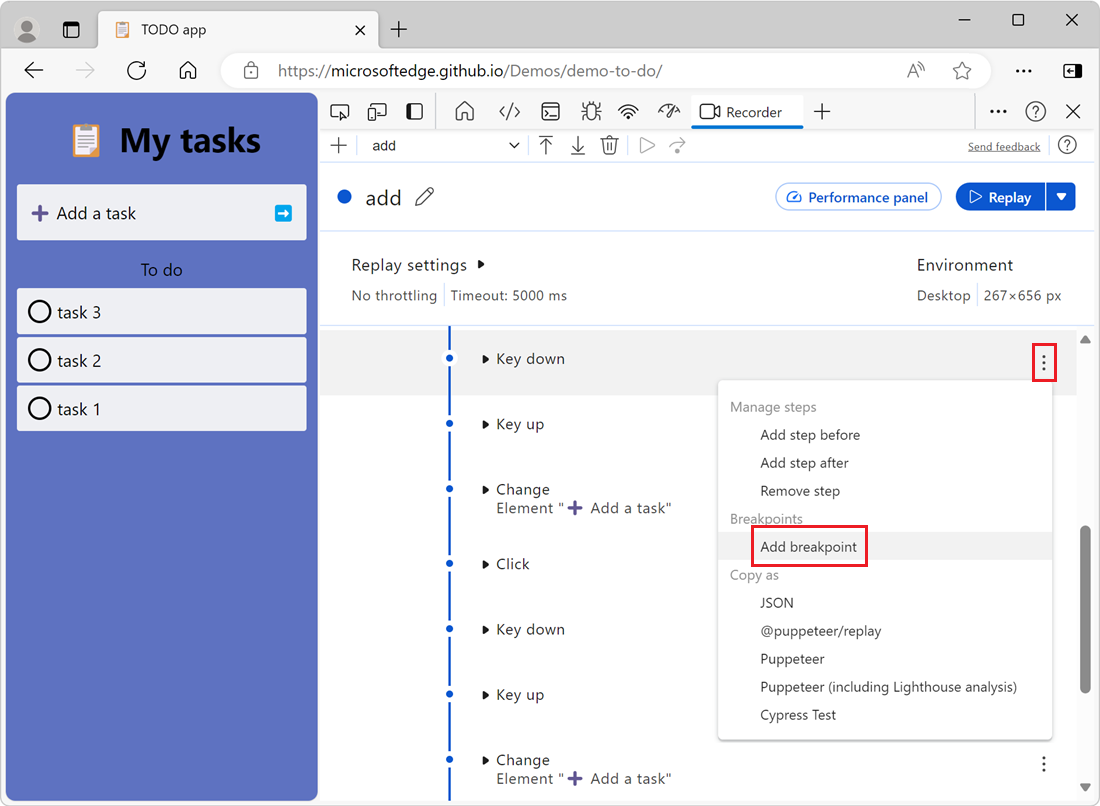 TODO app
https://microsoftedge.github.io/Demos/demo-to-do/
A
My tasks
Add a task
To do
task 3
task 2
task 1
Recorder
add
Send feedback
add
Performance panel
Replay
Replay settings
No throttling
Timeout: 5000 ms
Environment
Desktop
267×656 px
Key down
Key up
Change
Element "➕ Add a task"
Click
Key down
Key up
Change
Element "➕ Add a task"
Manage steps
Add step before
Add step after
Remove step
Breakpoints
Add breakpoint
Copy as
JSON
@puppeteer/replay
Puppeteer
Puppeteer (including Lighthouse analysis)
Cypress Test